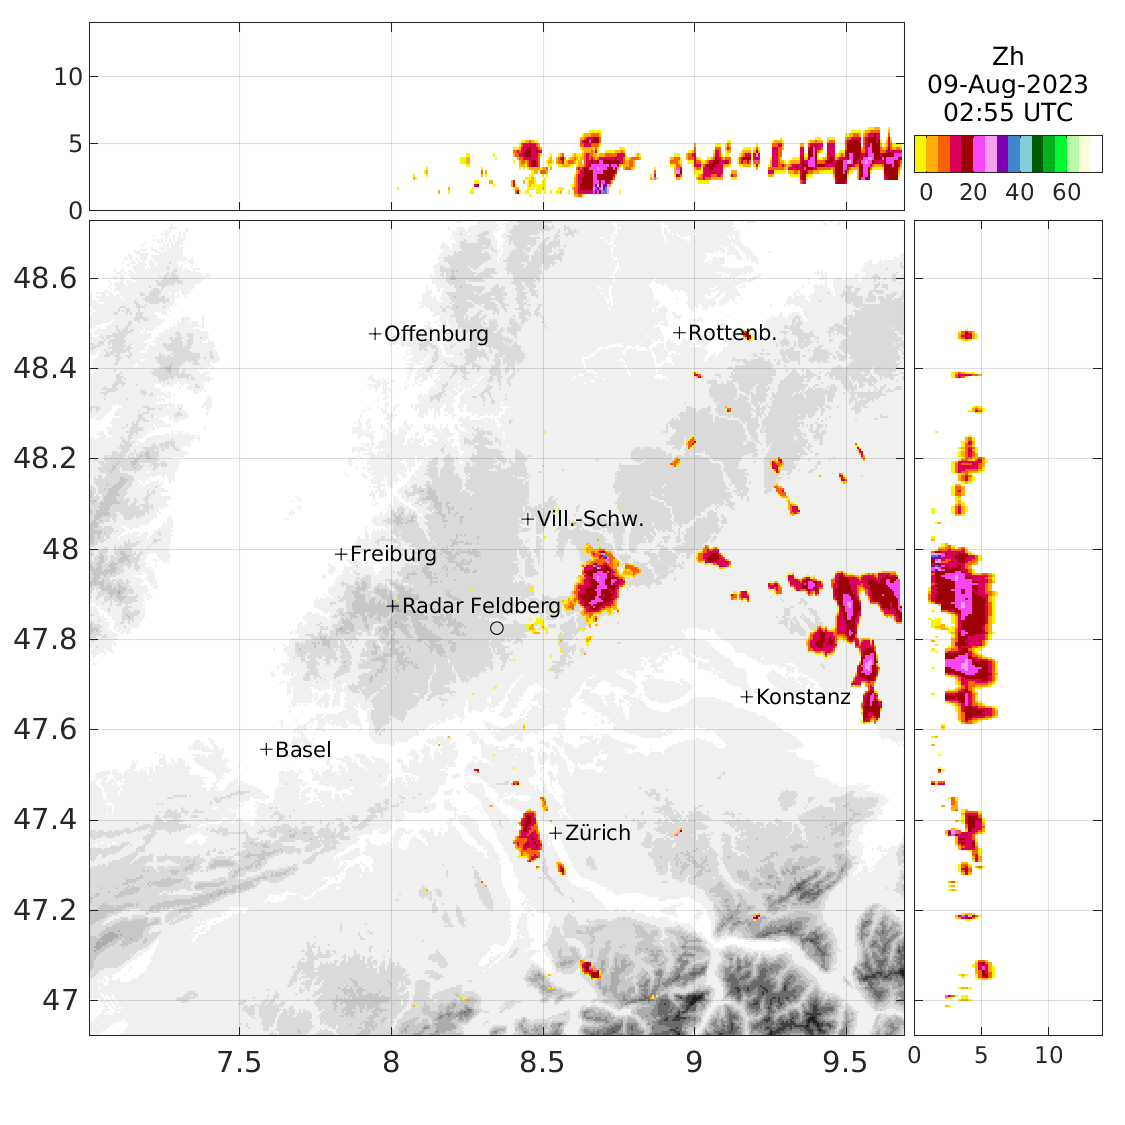 Zh
09-Aug-2023
02:55 UTC
0 20 40 60
10
5
0
48.6
48.4
48.2
48
47.8
47.6
47.4
47.2
47
+Offenburg
+Rottenb.
+Vill.-Schw.
+Freiburg
+Radar Feldberg
+Konstanz
+Basel
+Zürich
7.5 8 8.5 9 9.5
0 5 10